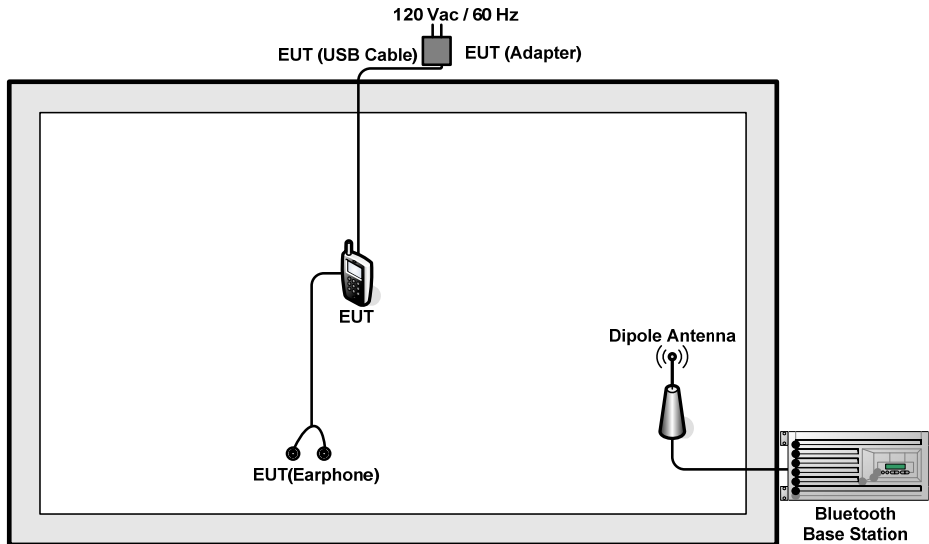 120 Vac / 60 Hz
EUT (USB Cable)
EUT (Adapter)
EUT
Dipole Antenna
EUT(Earphone)
Bluetooth
Base Station